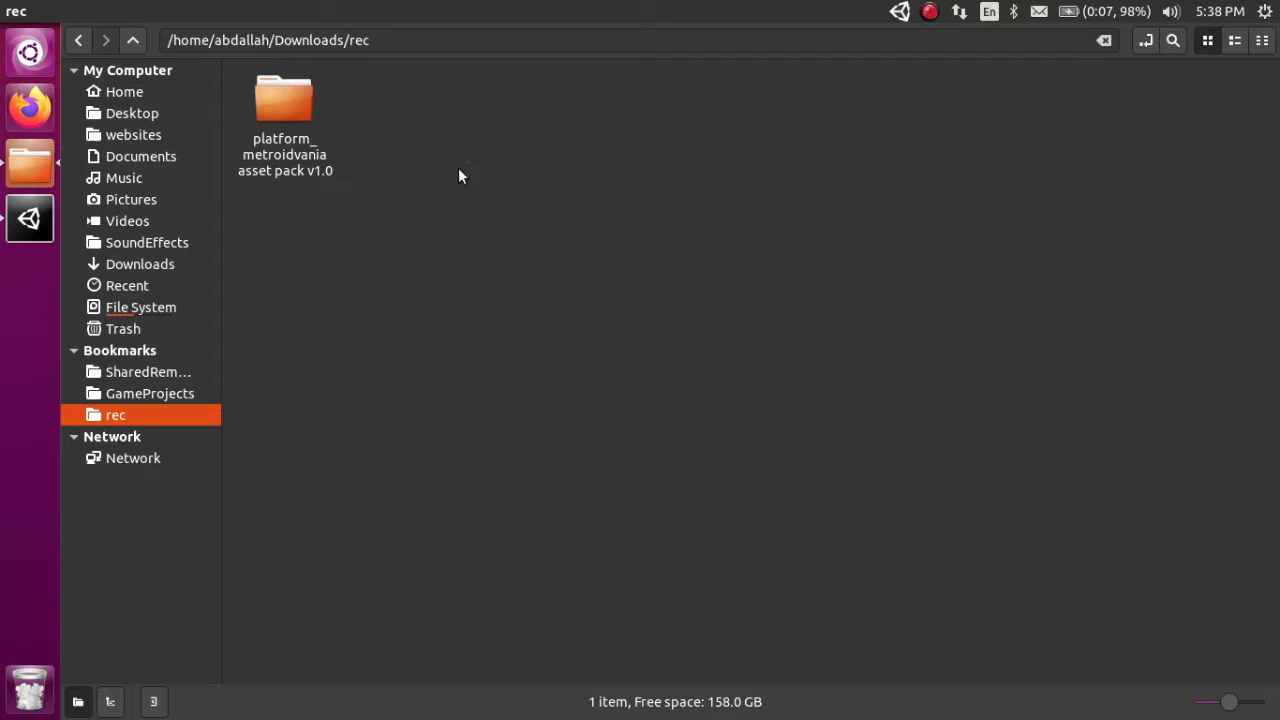 rec
En
(0:07, 98%)
5:38 PM
/home/abdallah/Downloads/rec
My Computer
Home
Desktop
websites
Documents
Music
Pictures
Videos
SoundEffects
Downloads
Recent
File System
Trash
Bookmarks
SharedRem...
GameProjects
rec
Network
Network
platform_
metroidvania
asset pack v1.0
1 item, Free space: 158.0 GB